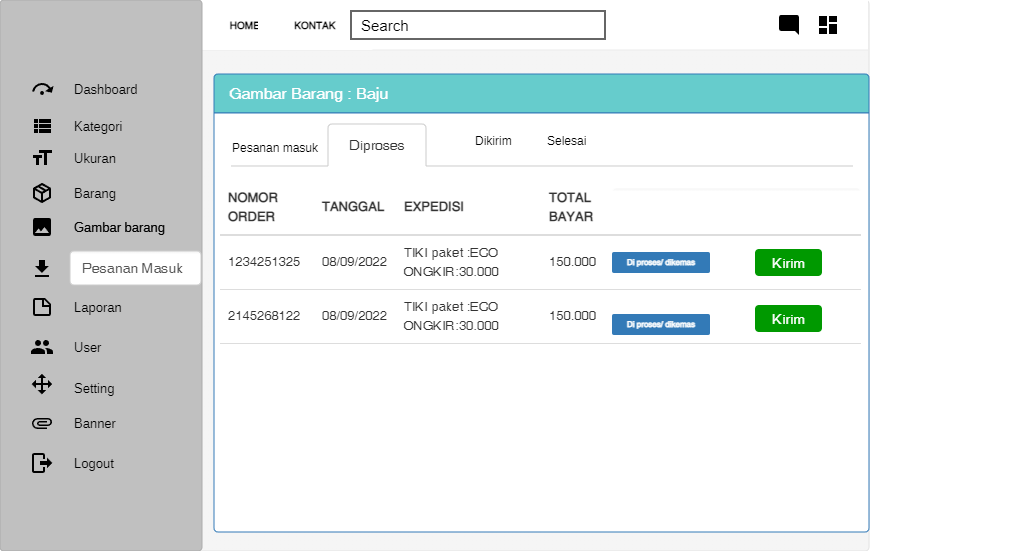 HOME KONTAK Search
Dashboard
Kategori
Ukuran
Barang
Gambar barang
Pesanan Masuk
Laporan
User
Setting
Banner
Logout
Gambar Barang : Baju
Pesanan masuk Diproses Dikirim Selesai
NOMOR ORDER TANGGAL EXPEDISI TOTAL BAYAR
1234251325 08/09/2022 TIKI paket :ECO 150.000 Di proses/ dikemas Kirim
ONGKIR:30.000
2145268122 08/09/2022 TIKI paket :ECO 150.000 Di proses/ dikemas Kirim
ONGKIR:30.000